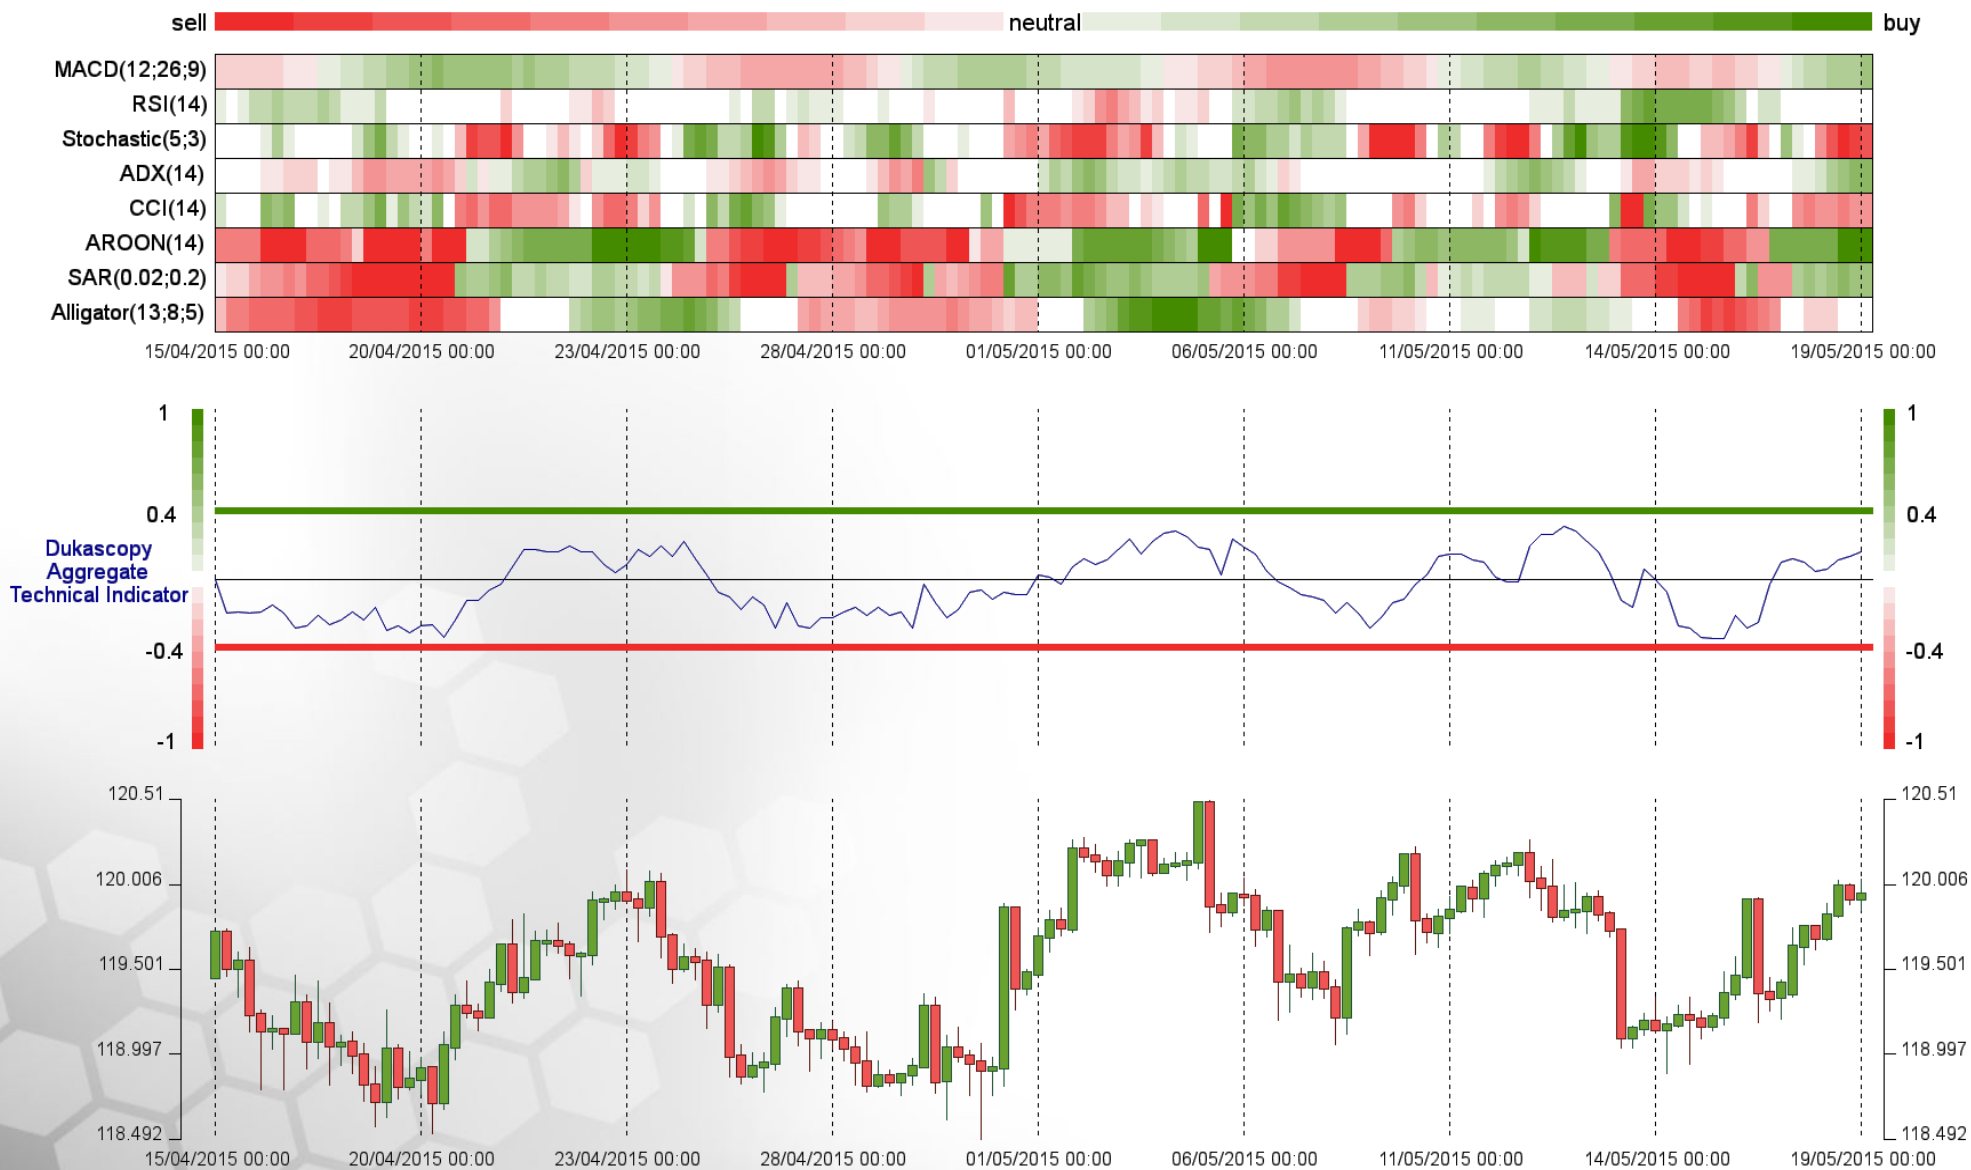 sell neutral buy
MACD(12;26;9)
RSI(14)
Stochastic(5;3)
ADX(14)
CCI(14)
AROON(14)
SAR(0.02;0.2)
Alligator(13;8;5)
15/04/2015 00:00 20/04/2015 00:00 23/04/2015 00:00 28/04/2015 00:00 01/05/2015 00:00 06/05/2015 00:00 11/05/2015 00:00 14/05/2015 00:00 19/05/2015 00:00
1 1
0.4 0.4
Dukascopy
Aggregate
Technical Indicator
-0.4 -0.4
-1 -1
120.51 120.51
120.006 120.006
119.501 119.501
118.997 118.997
118.492 118.492
15/04/2015 00:00 20/04/2015 00:00 23/04/2015 00:00 28/04/2015 00:00 01/05/2015 00:00 06/05/2015 00:00 11/05/2015 00:00 14/05/2015 00:00 19/05/2015 00:00